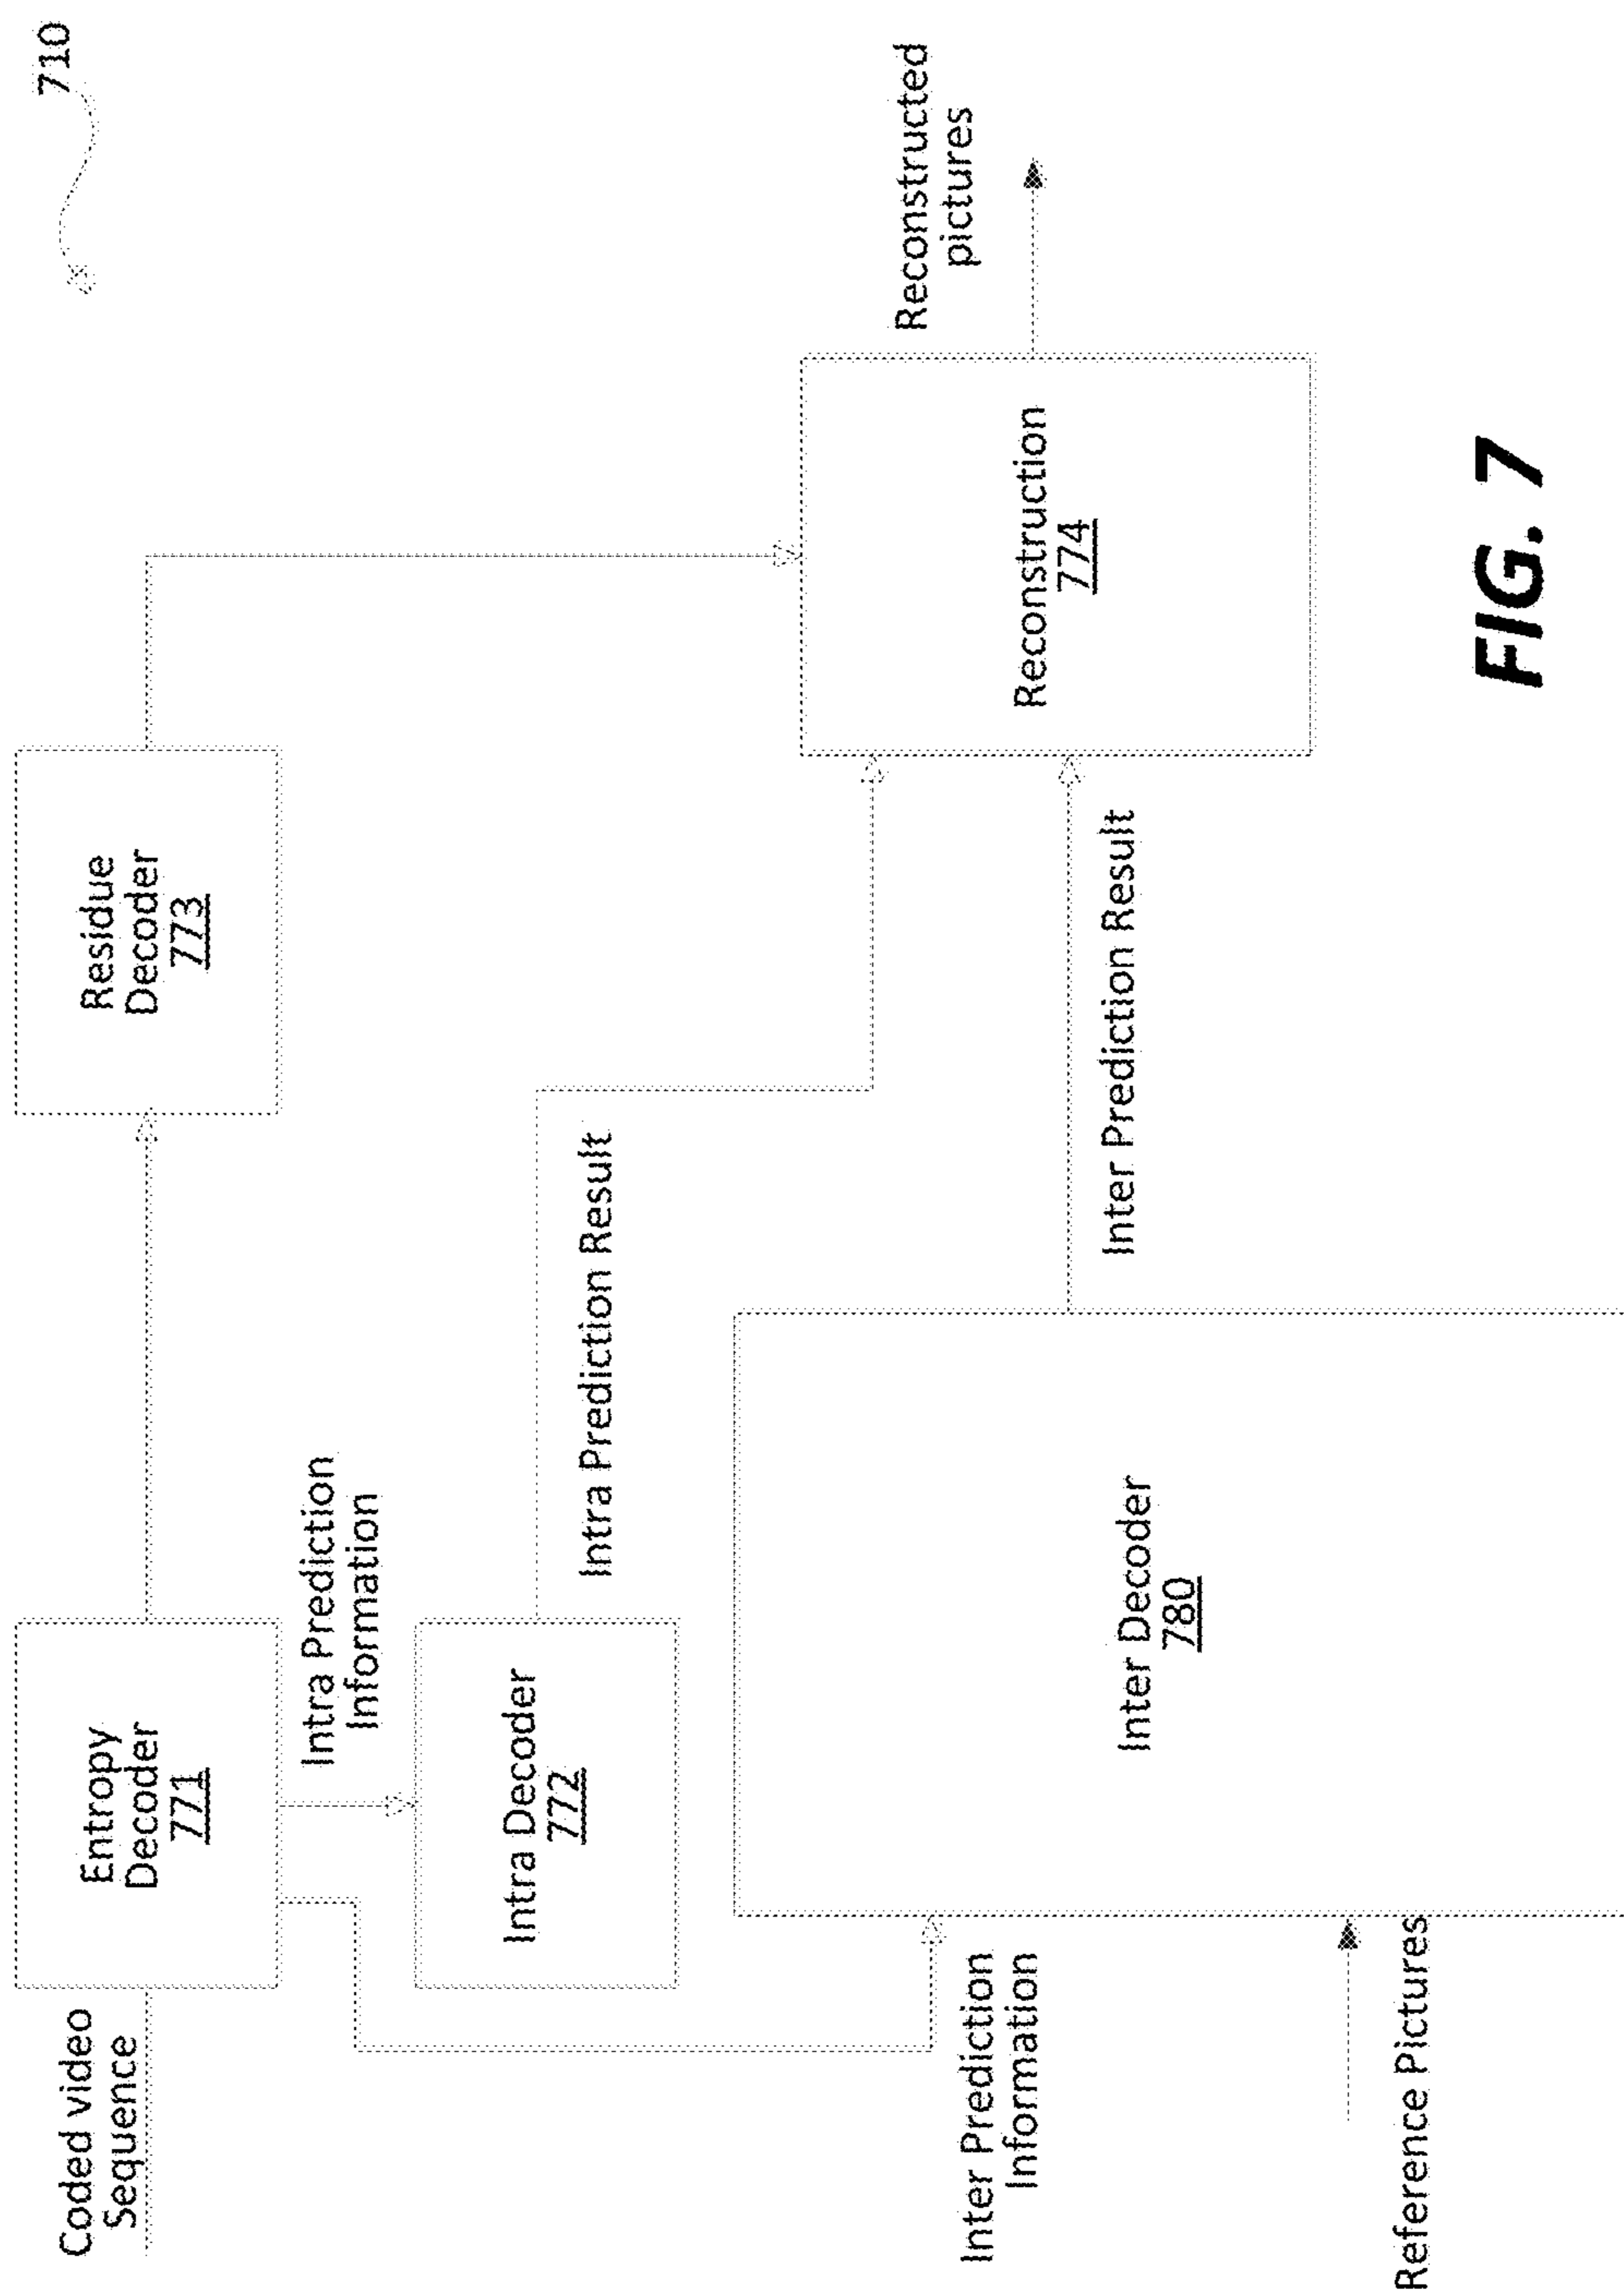 710
Coded video
Sequence
Entropy
Decoder
771
Residue
Decoder
773
Intra Prediction
Information
Intra Decoder
772
Intra Prediction Result
Reconstructed
pictures
Reconstruction
774
Inter Prediction
Information
Inter Decoder
780
Inter Prediction Result
Reference Pictures
FIG. 7